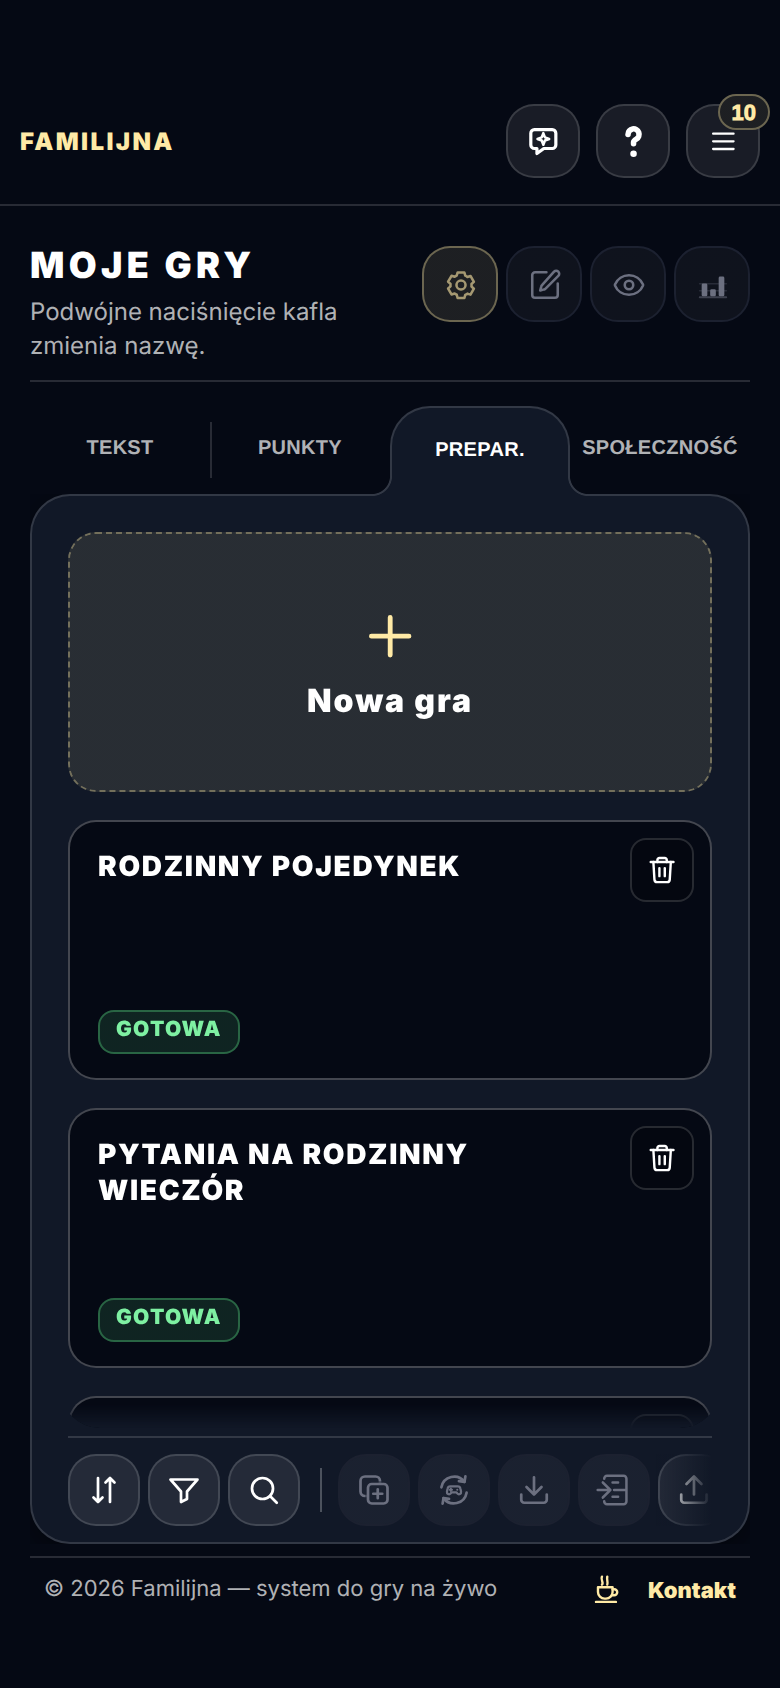 FAMILIJNA
10
MOJE GRY
Podwójne naciśnięcie kafla
zmienia nazwę.
TEKST
PUNKTY
PREPAR.
SPOŁECZNOŚĆ
Nowa gra
RODZINNY POJEDYNEK
GOTOWA
PYTANIA NA RODZINNY
WIECZÓR
GOTOWA
© 2026 Familijna — system do gry na żywo
Kontakt